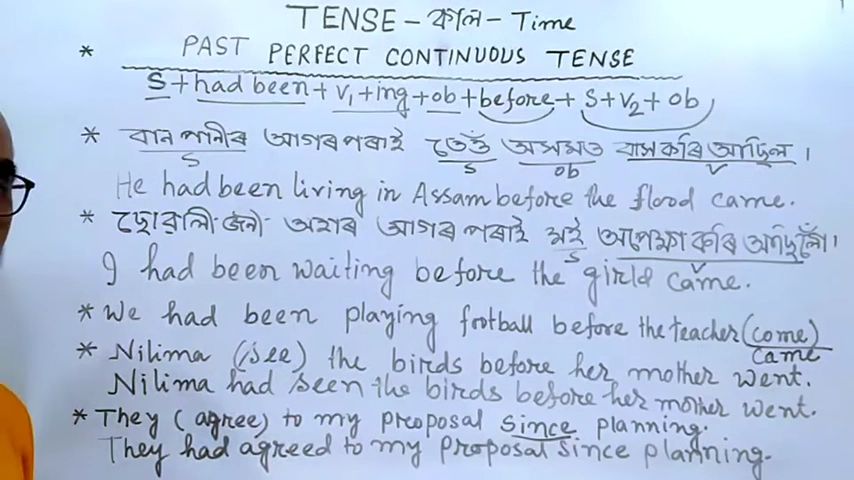 TENSE - কাল - Time
* PAST PERFECT CONTINUOUS TENSE
S + had been + V1 + ing + ob + before + S + V2 + ob
* বান পানীৰ আগৰ পৰাই তেওঁ অসমত বাস কৰি আছিল।
S S ob V
He had been living in Assam before the flood came.
* ছোৱালী জনী অহাৰ আগৰ পৰাই মই অপেক্ষা কৰি আছিলোঁ।
S V
I had been waiting before the girld came.
* We had been playing football before the teacher (come)
came
* Nilima (see) the birds before her mother went.
Nilima had seen the birds before her mother went.
* They (agree) to my proposal since planning.
They had agreed to my proposal since planning.